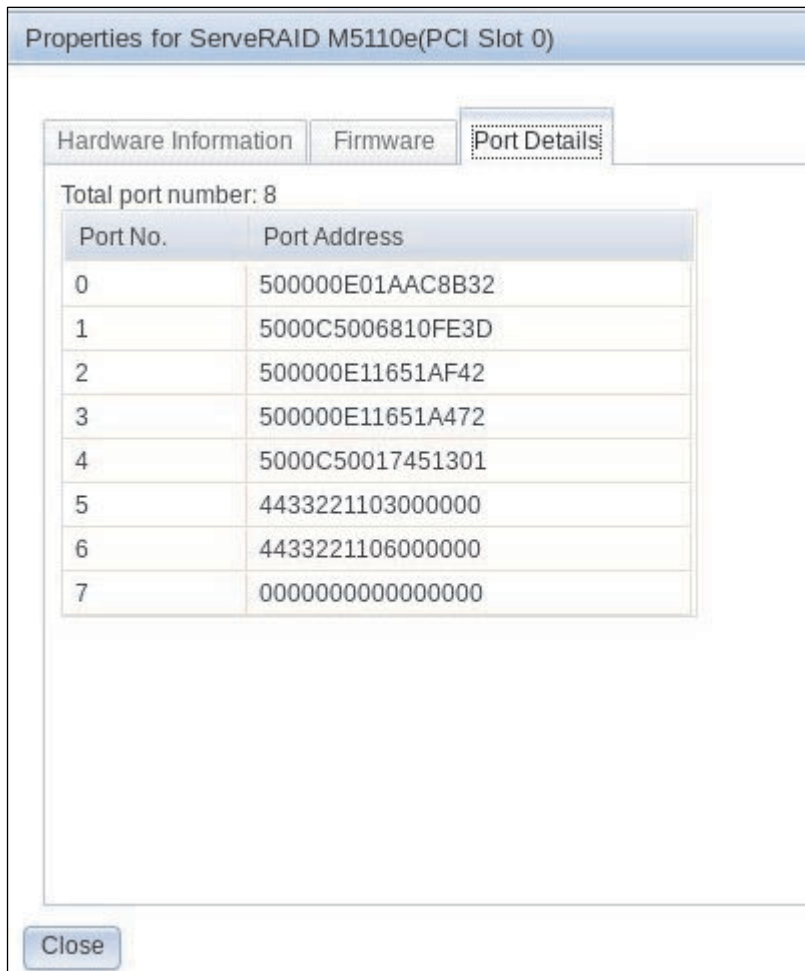 Properties for ServeRAID M5110e(PCI Slot 0)
Hardware Information Firmware Port Details
Total port number: 8
Port No. Port Address
0 500000E01AAC8B32
1 5000C5006810FE3D
2 500000E11651AF42
3 500000E11651A472
4 5000C50017451301
5 4433221103000000
6 4433221106000000
7 0000000000000000
Close